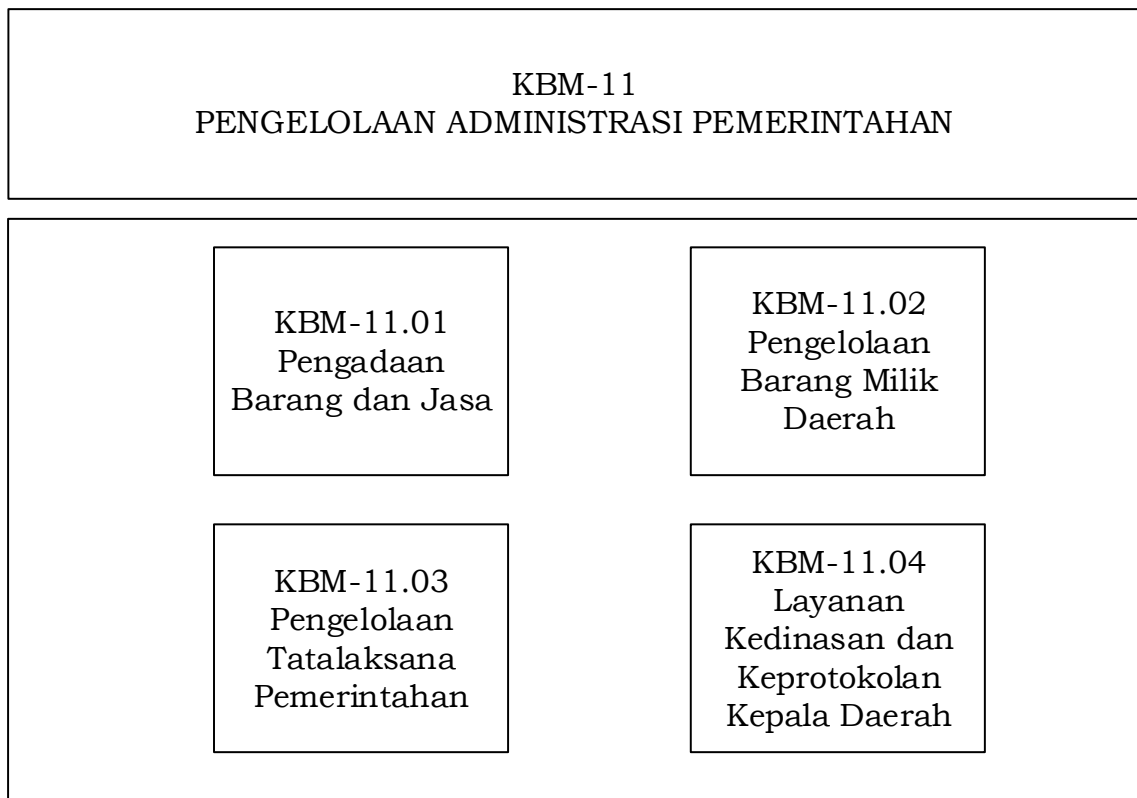 KBM-11
PENGELOLAAN ADMINISTRASI PEMERINTAHAN
KBM-11.01
Pengadaan
Barang dan Jasa
KBM-11.02
Pengelolaan
Barang Milik
Daerah
KBM-11.03
Pengelolaan
Tatalaksana
Pemerintahan
KBM-11.04
Layanan
Kedinasan dan
Keprotokolan
Kepala Daerah